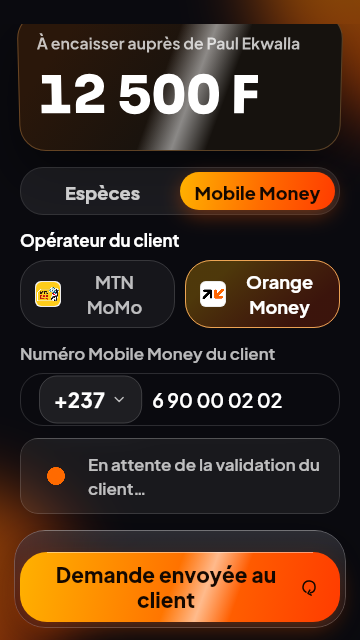 À encaisser auprès de Paul Ekwalla
12 500 F
Espèces
Mobile Money
Opérateur du client
MTN
MoMo
Orange
Money
Numéro Mobile Money du client
+237
6 90 00 02 02
En attente de la validation du
client…
Demande envoyée au
client